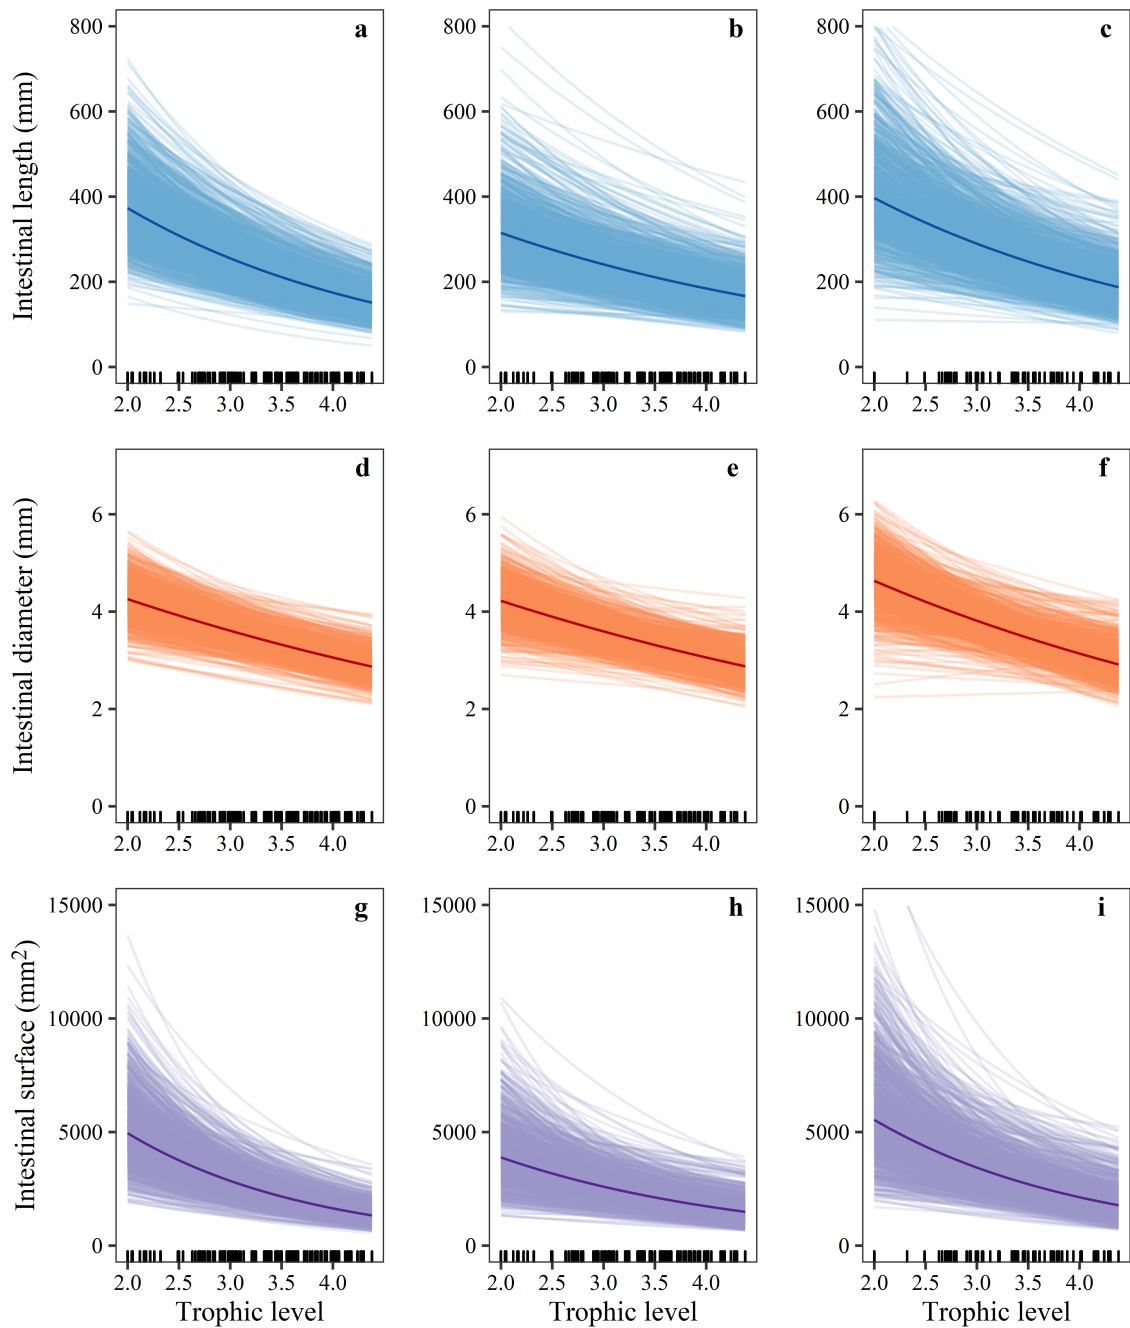 a b c
Intestinal length (mm)
800 800 800
600 600 600
400 400 400
200 200 200
0 0 0
2.0 2.5 3.0 3.5 4.0 2.0 2.5 3.0 3.5 4.0 2.0 2.5 3.0 3.5 4.0
d e f
Intestinal diameter (mm)
6 6 6
4 4 4
2 2 2
0 0 0
2.0 2.5 3.0 3.5 4.0 2.0 2.5 3.0 3.5 4.0 2.0 2.5 3.0 3.5 4.0
g h i
Intestinal surface (mm²)
15000 15000 15000
10000 10000 10000
5000 5000 5000
0 0 0
2.0 2.5 3.0 3.5 4.0 2.0 2.5 3.0 3.5 4.0 2.0 2.5 3.0 3.5 4.0
Trophic level Trophic level Trophic level